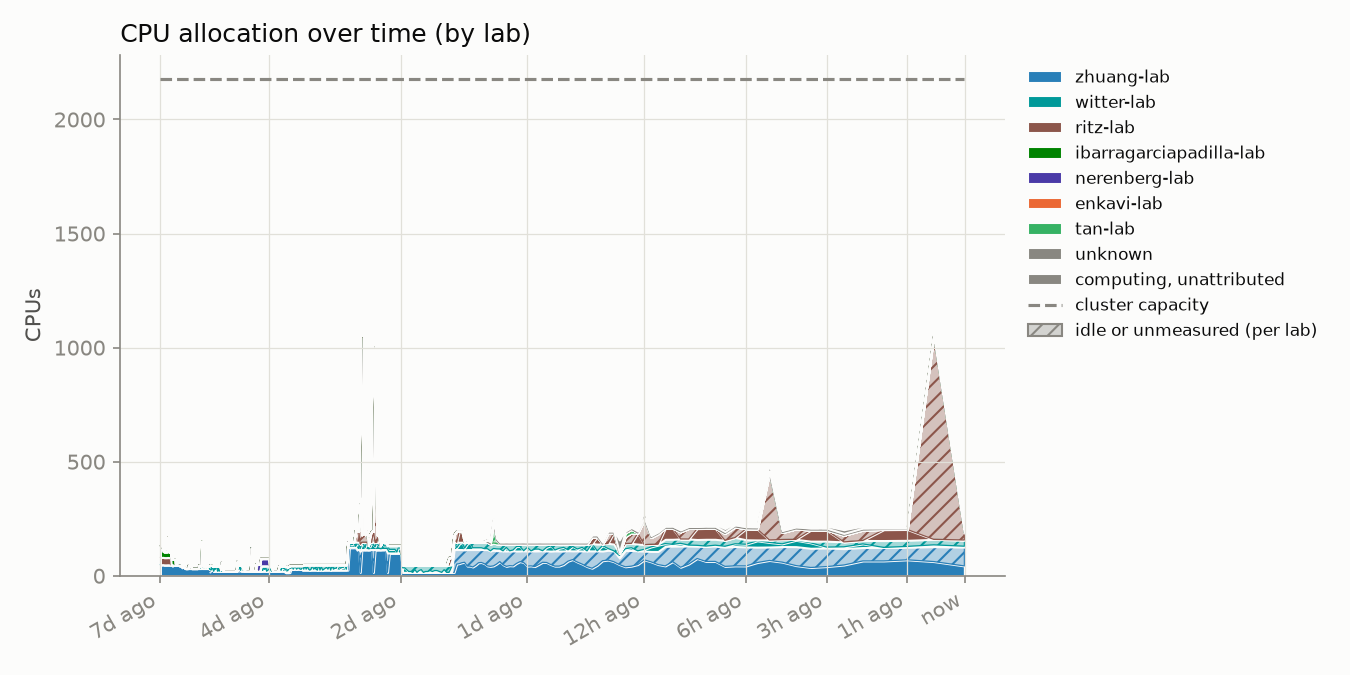 CPU allocation over time (by lab)
CPUs
2000
1500
1000
500
0
7d ago
4d ago
2d ago
1d ago
12h ago
6h ago
3h ago
1h ago
now
zhuang-lab
witter-lab
ritz-lab
ibarragarciapadilla-lab
nerenberg-lab
enkavi-lab
tan-lab
unknown
computing, unattributed
cluster capacity
idle or unmeasured (per lab)